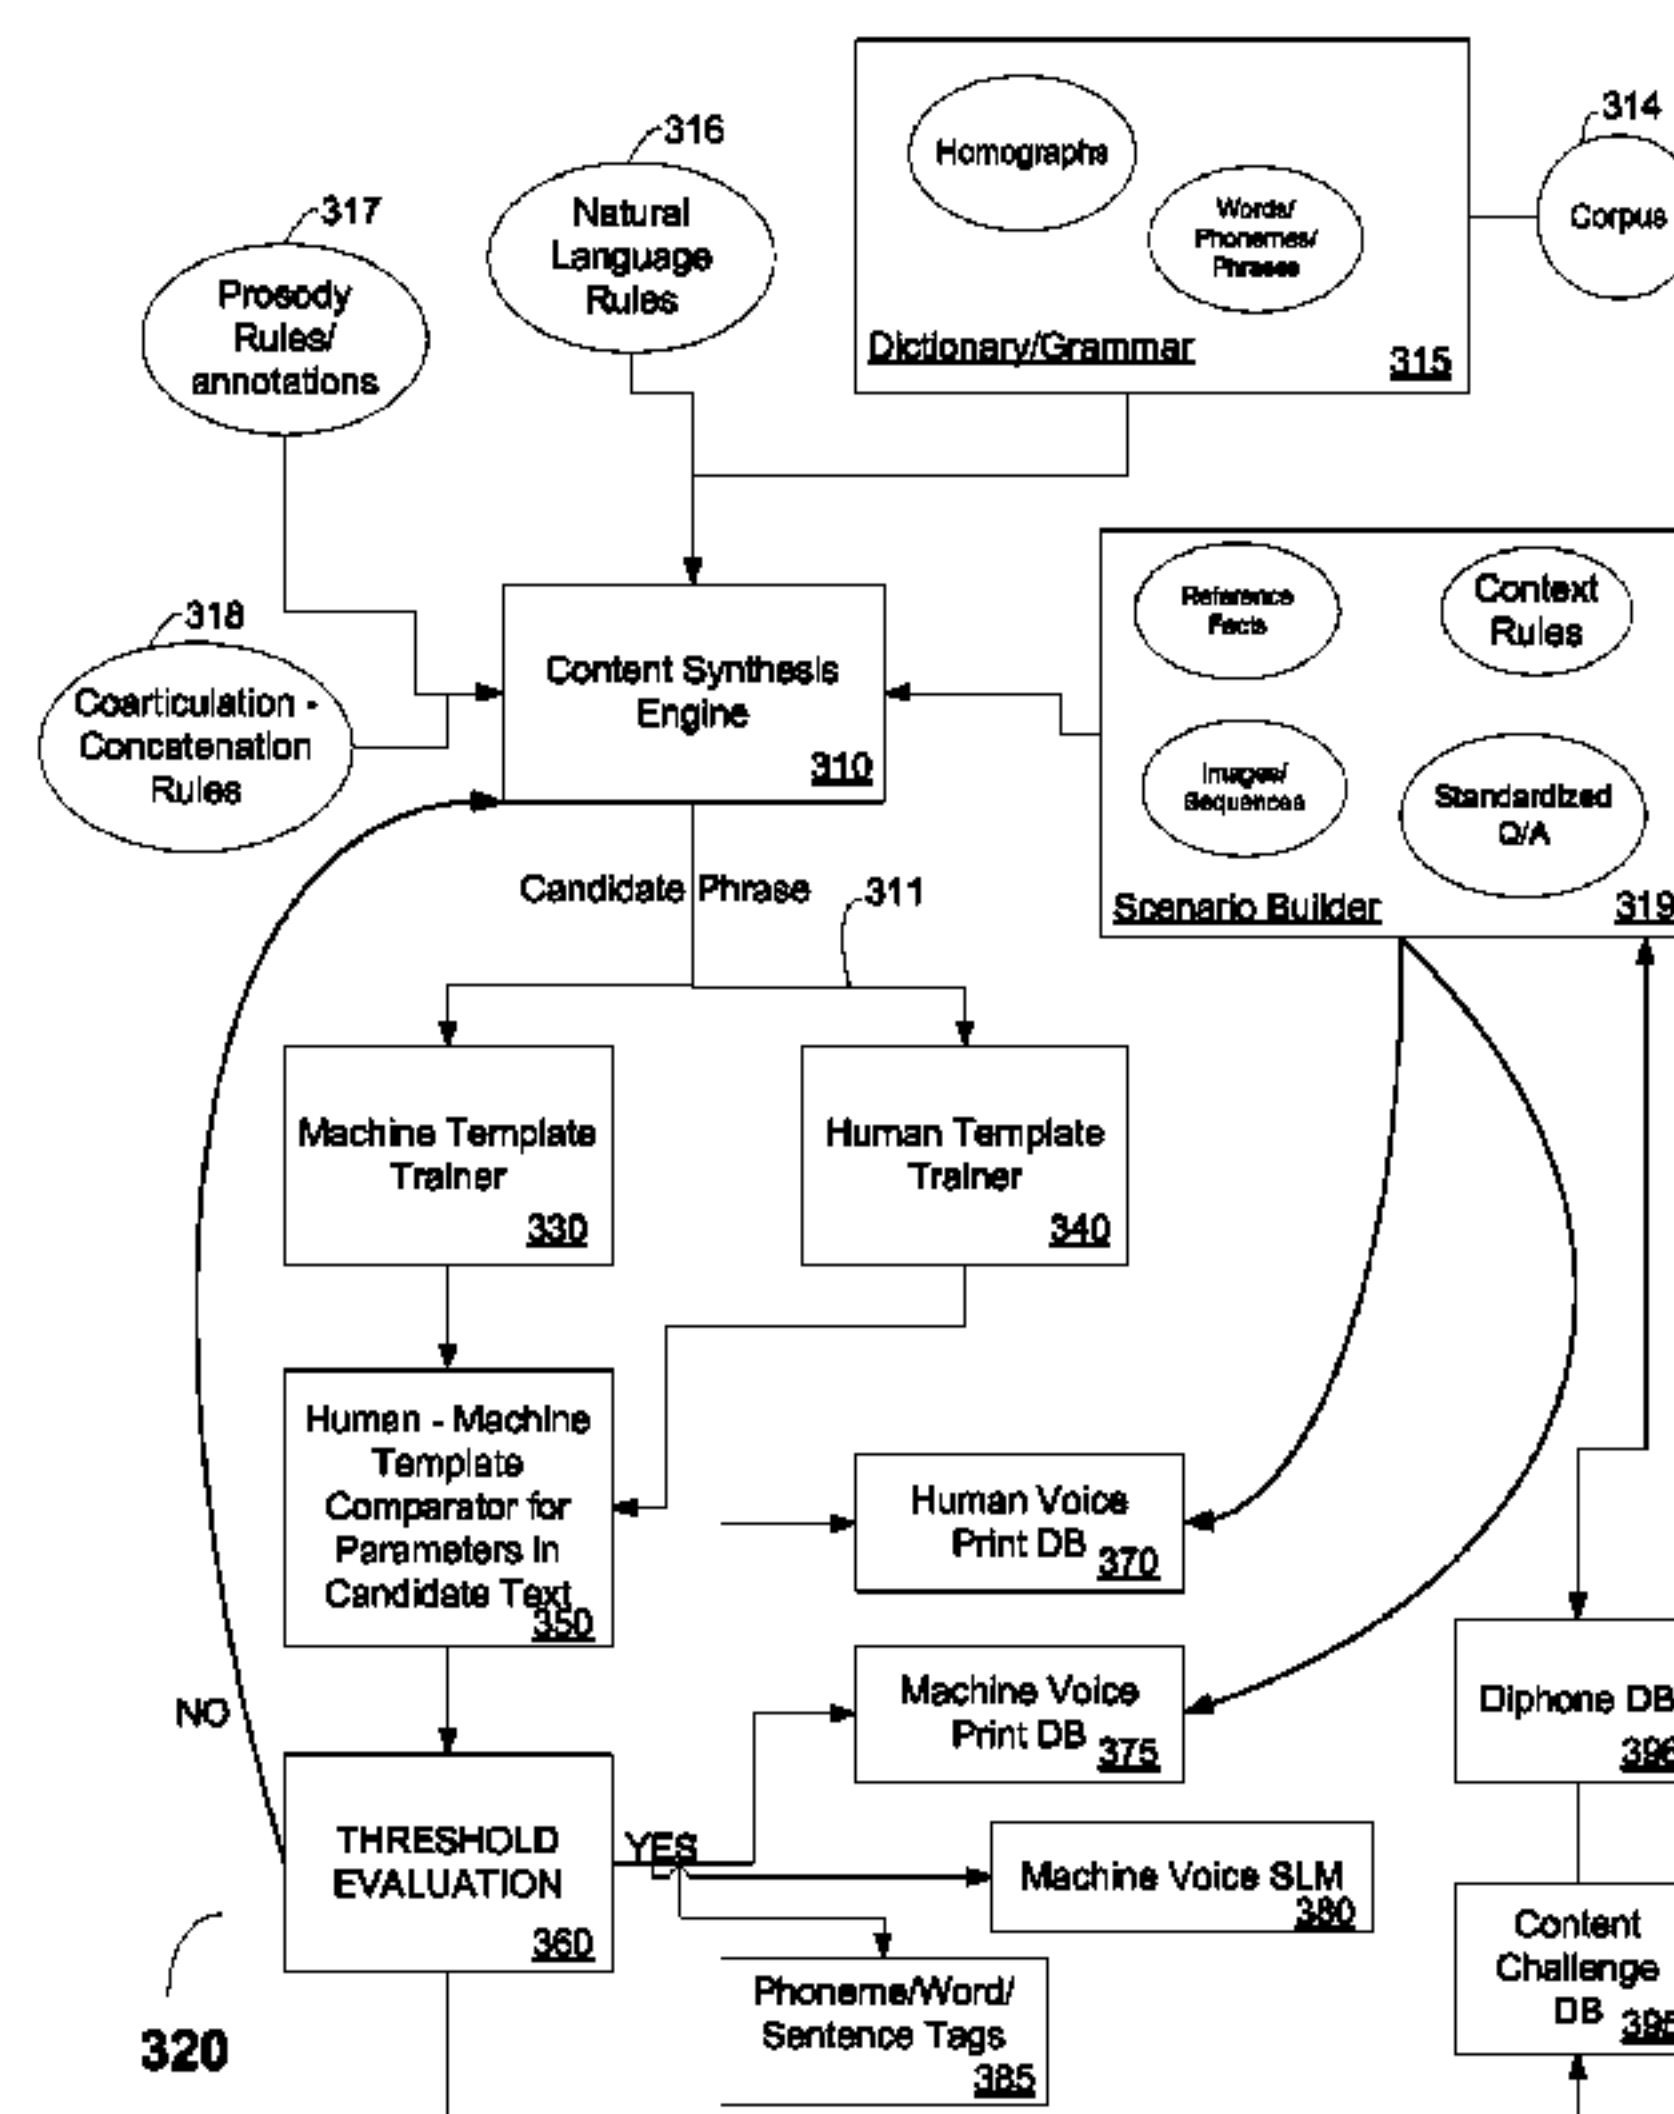 314
316
Homographs
317
Natural
Language
Rules
Words/
Phonemes/
Phrases
Corpus
Prosody
Rules/
annotations
Dictionary/Grammar
315
318
Reference
Facts
Context
Rules
Content Synthesis
Engine
310
Coarticulation -
Concatenation
Rules
Images/
Sequences
Standardized
Q/A
Candidate Phrase
311
Scenario Builder
319
Machine Template
Trainer
330
Human Template
Trainer
340
Human - Machine
Template
Comparator for
Parameters in
Candidate Text
350
Human Voice
Print DB
370
NO
Machine Voice
Print DB
375
Diphone DB
THRESHOLD
EVALUATION
360
YES
Machine Voice SLM
380
Content
Challenge
DB
320
Phoneme/Word/
Sentence Tags
385